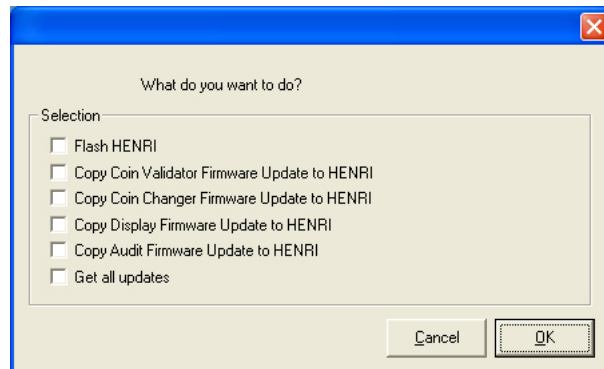 What do you want to do?
Selection
Flash HENRI
Copy Coin Validator Firmware Update to HENRI
Copy Coin Changer Firmware Update to HENRI
Copy Display Firmware Update to HENRI
Copy Audit Firmware Update to HENRI
Get all updates
Cancel OK